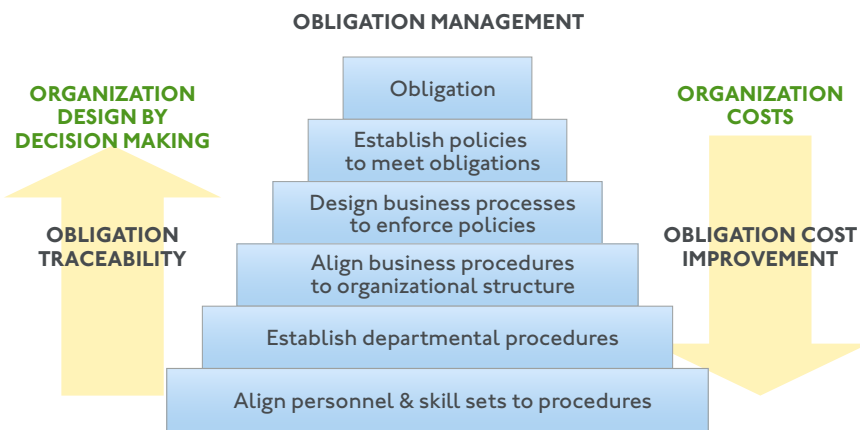 OBLIGATION MANAGEMENT
ORGANIZATION
DESIGN BY
DECISION MAKING
OBLIGATION
TRACEABILITY
Obligation
Establish policies
to meet obligations
Design business processes
to enforce policies
Align business procedures
to organizational structure
Establish departmental procedures
Align personnel & skill sets to procedures
ORGANIZATION
COSTS
OBLIGATION COST
IMPROVEMENT